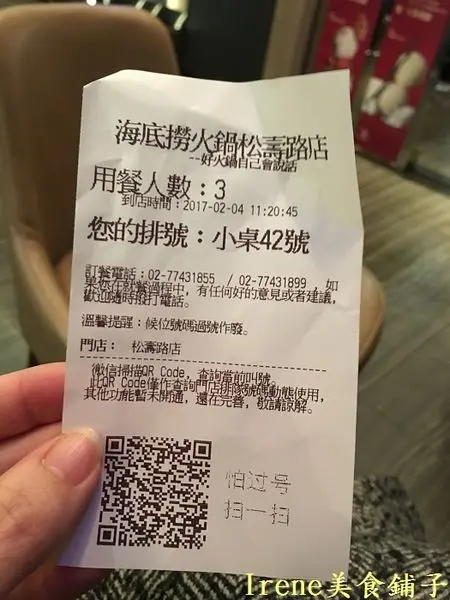 海底撈火鍋松壽路店
--好火鍋自己會說話
用餐人數：3
到店時間：2017-02-04 11:20:45
您的排號：小桌42號
訂餐電話：02-77431855 / 02-77431899 ，如
果您在就餐過程中，有任何好的意見或者建議，
歡迎隨時撥打電話。
溫馨提醒：候位號碼過號作廢。
門店： 松壽路店
微信掃描QR Code，查詢當前叫號。
此QR Code僅作查詢門店排隊號碼動態使用，
其他功能暫未開通，還在完善，敬請諒解。
怕过号
扫一扫
Irene美食鋪子